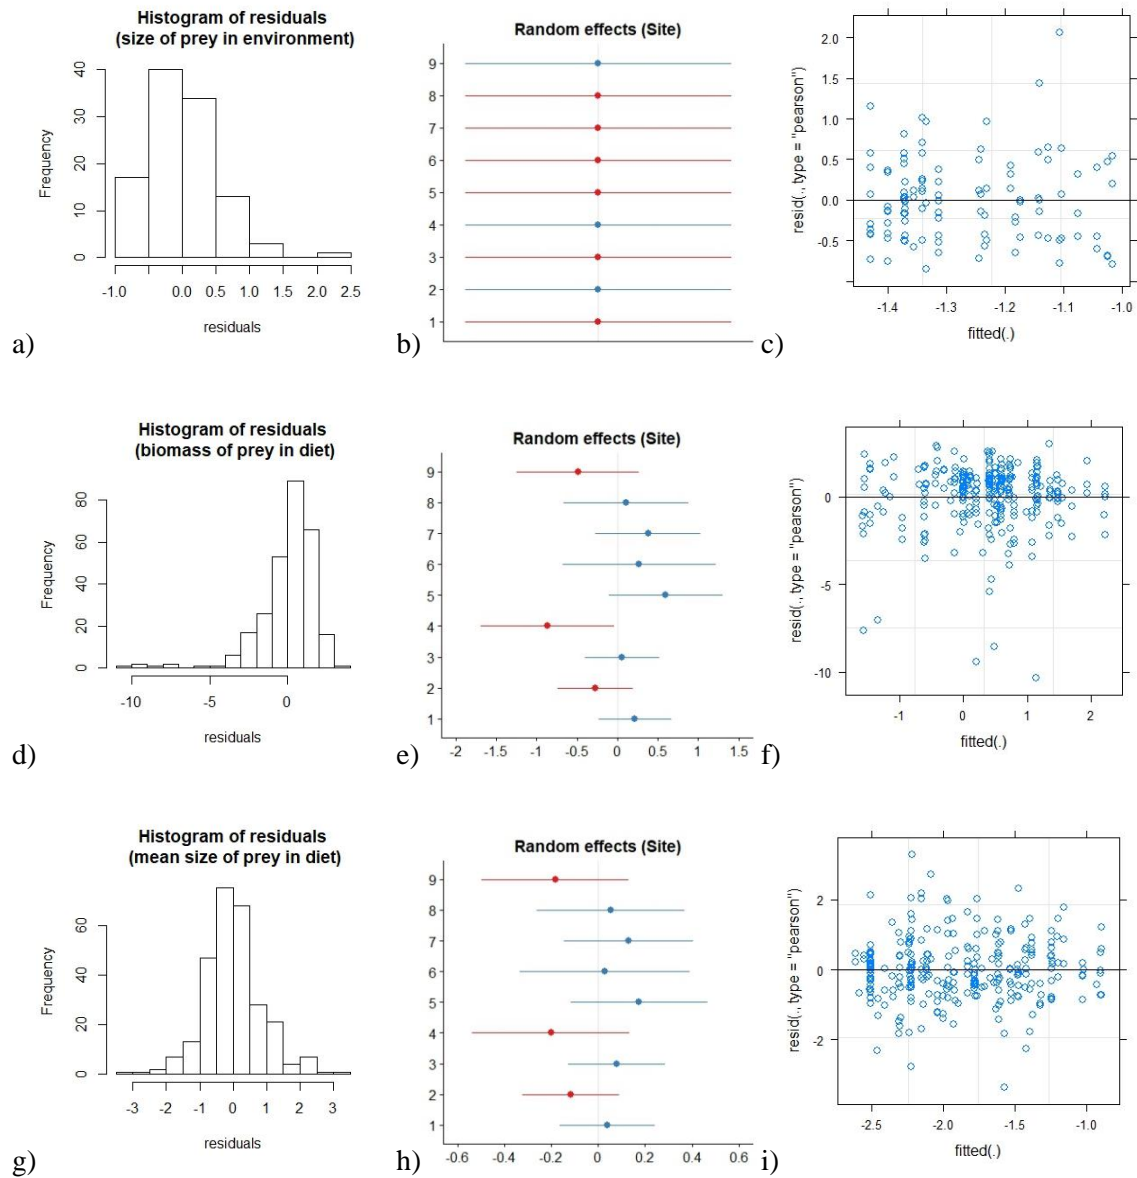 Histogram of residuals
(size of prey in environment)
Frequency
0 10 20 30 40
-1.0 0.0 0.5 1.0 1.5 2.0 2.5
residuals
a)
Random effects (Site)
9
8
7
6
5
4
3
2
1
b)
resid(., type = "pearson")
2.0
1.5
1.0
0.5
0.0
-0.5
-1.4 -1.3 -1.2 -1.1 -1.0
fitted(.)
c)
Histogram of residuals
(biomass of prey in diet)
Frequency
0 20 40 60 80
-10 -5 0
residuals
d)
Random effects (Site)
9
8
7
6
5
4
3
2
1
-2 -1.5 -1 -0.5 0 0.5 1 1.5
e)
resid(., type = "pearson")
0
-5
-10
-1 0 1 2
fitted(.)
f)
Histogram of residuals
(mean size of prey in diet)
Frequency
0 20 40 60
-3 -2 -1 0 1 2 3
residuals
g)
Random effects (Site)
9
8
7
6
5
4
3
2
1
-0.6 -0.4 -0.2 0 0.2 0.4 0.6
h)
resid(., type = "pearson")
2
0
-2
-2.5 -2.0 -1.5 -1.0
fitted(.)
i)